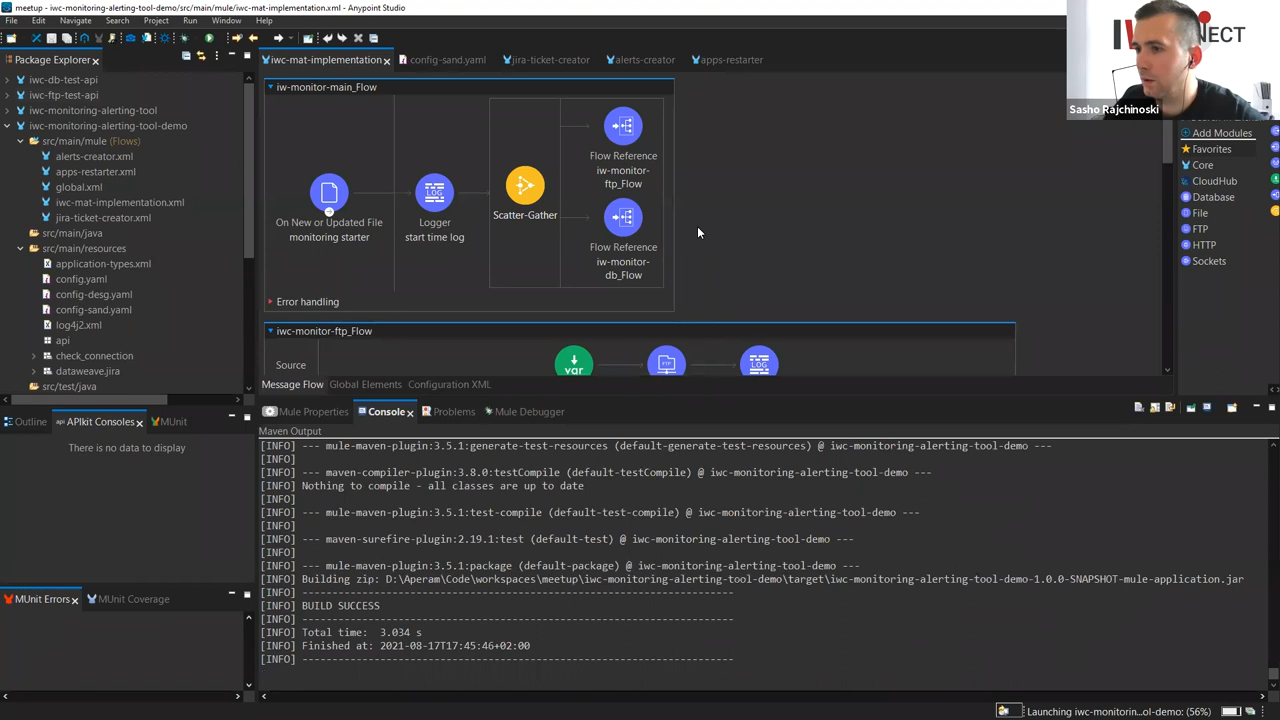 meetup - iwc-monitoring-alerting-tool-demo/src/main/mule/iwc-mat-implementation.xml - Anypoint Studio
File Edit Navigate Search Project Run Window Help
Package Explorer
iwc-db-test-api
iwc-ftp-test-api
iwc-monitoring-alerting-tool
iwc-monitoring-alerting-tool-demo
src/main/mule (Flows)
alerts-creator.xml
apps-restarter.xml
global.xml
iwc-mat-implementation.xml
jira-ticket-creator.xml
src/main/java
src/main/resources
application-types.xml
config.yaml
config-desg.yaml
config-sand.yaml
log4j2.xml
api
check_connection
dataweave.jira
src/test/java
iwc-mat-implementation config-sand.yaml jira-ticket-creator alerts-creator apps-restarter
iw-monitor-main_Flow
On New or Updated File
monitoring starter
LOG
Logger
start time log
Scatter-Gather
Flow Reference
iw-monitor-
ftp_Flow
Flow Reference
iw-monitor-
db_Flow
Error handling
iwc-monitor-ftp_Flow
Source
var
FTP
LOG
Message Flow Global Elements Configuration XML
NECT
Sasho Rajchinoski
Add Modules
Favorites
Core
CloudHub
Database
File
FTP
HTTP
Sockets
Outline APIkit Consoles MUnit
There is no data to display
MUnit Errors MUnit Coverage
Mule Properties Console Problems Mule Debugger
Maven Output
[INFO] --- mule-maven-plugin:3.5.1:generate-test-resources (default-generate-test-resources) @ iwc-monitoring-alerting-tool-demo ---
[INFO]
[INFO] --- maven-compiler-plugin:3.8.0:testCompile (default-testCompile) @ iwc-monitoring-alerting-tool-demo ---
[INFO] Nothing to compile - all classes are up to date
[INFO]
[INFO] --- mule-maven-plugin:3.5.1:test-compile (default-test-compile) @ iwc-monitoring-alerting-tool-demo ---
[INFO]
[INFO] --- maven-surefire-plugin:2.19.1:test (default-test) @ iwc-monitoring-alerting-tool-demo ---
[INFO]
[INFO] --- mule-maven-plugin:3.5.1:package (default-package) @ iwc-monitoring-alerting-tool-demo ---
[INFO] Building zip: D:\Aperam\Code\workspaces\meetup\iwc-monitoring-alerting-tool-demo\target\iwc-monitoring-alerting-tool-demo-1.0.0-SNAPSHOT-mule-application.jar
[INFO] ------------------------------------------------------------------------
[INFO] BUILD SUCCESS
[INFO] ------------------------------------------------------------------------
[INFO] Total time: 3.034 s
[INFO] Finished at: 2021-08-17T17:45:46+02:00
[INFO] ------------------------------------------------------------------------
Launching iwc-monitorin...ol-demo: (56%)